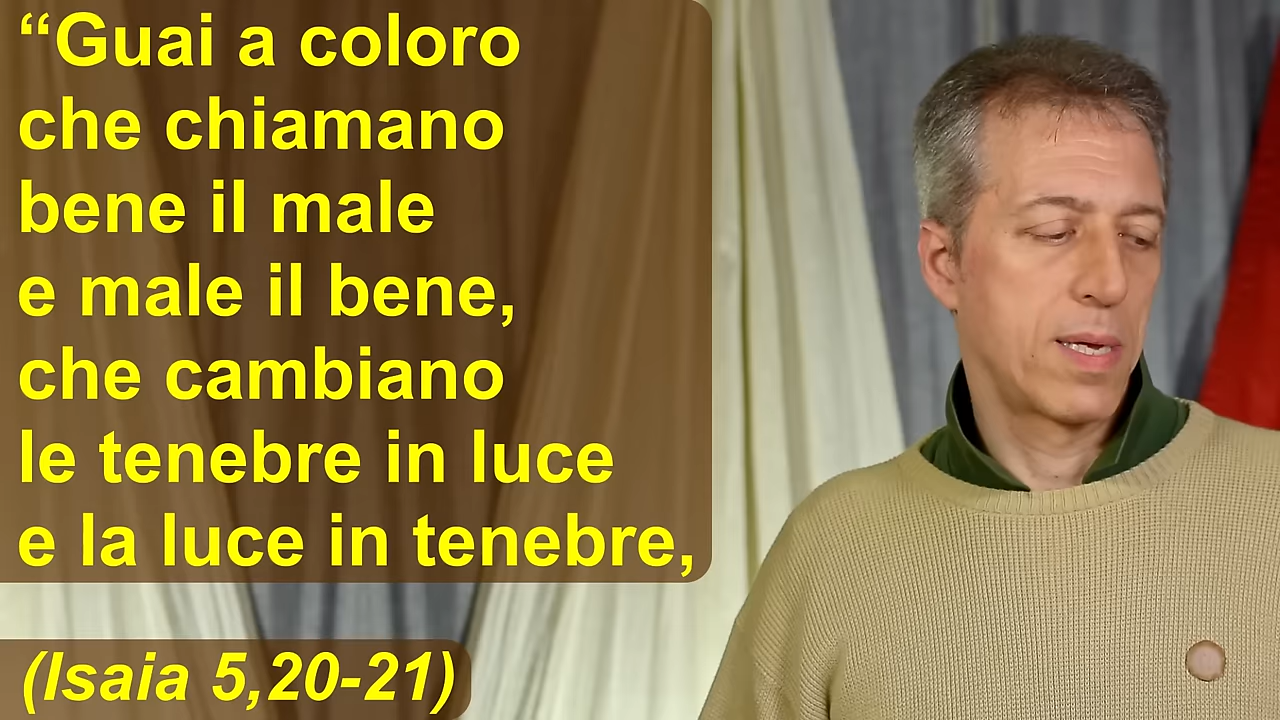 “Guai a coloro
che chiamano
bene il male
e male il bene,
che cambiano
le tenebre in luce
e la luce in tenebre,
(Isaia 5,20-21)